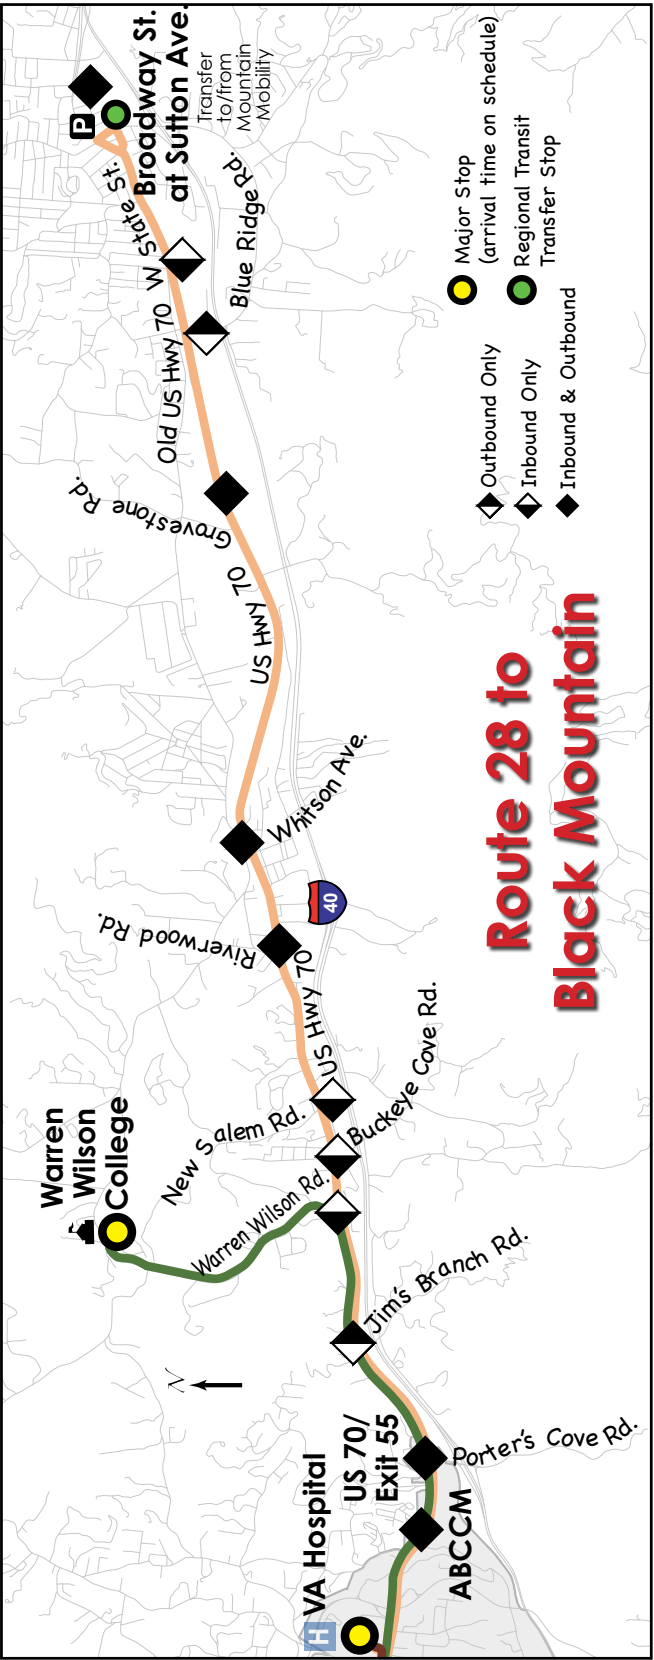 H
VA Hospital
US 70/
Exit 55
ABCCM
Porter's Cove Rd.
Jim's Branch Rd.
N
Warren
Wilson
College
Warren Wilson Rd.
New Salem Rd.
Buckeye Cove Rd.
US Hwy 70
Riverwood Rd.
40
Whitson Ave.
US Hwy 70
Grovestone Rd.
Old US Hwy 70
W State St.
Blue Ridge Rd.
P
Broadway St.
at Sutton Ave.
Transfer
to/from
Mountain
Mobility
Route 28 to
Black Mountain
Outbound Only
Inbound Only
Inbound & Outbound
Major Stop
(arrival time on schedule)
Regional Transit
Transfer Stop